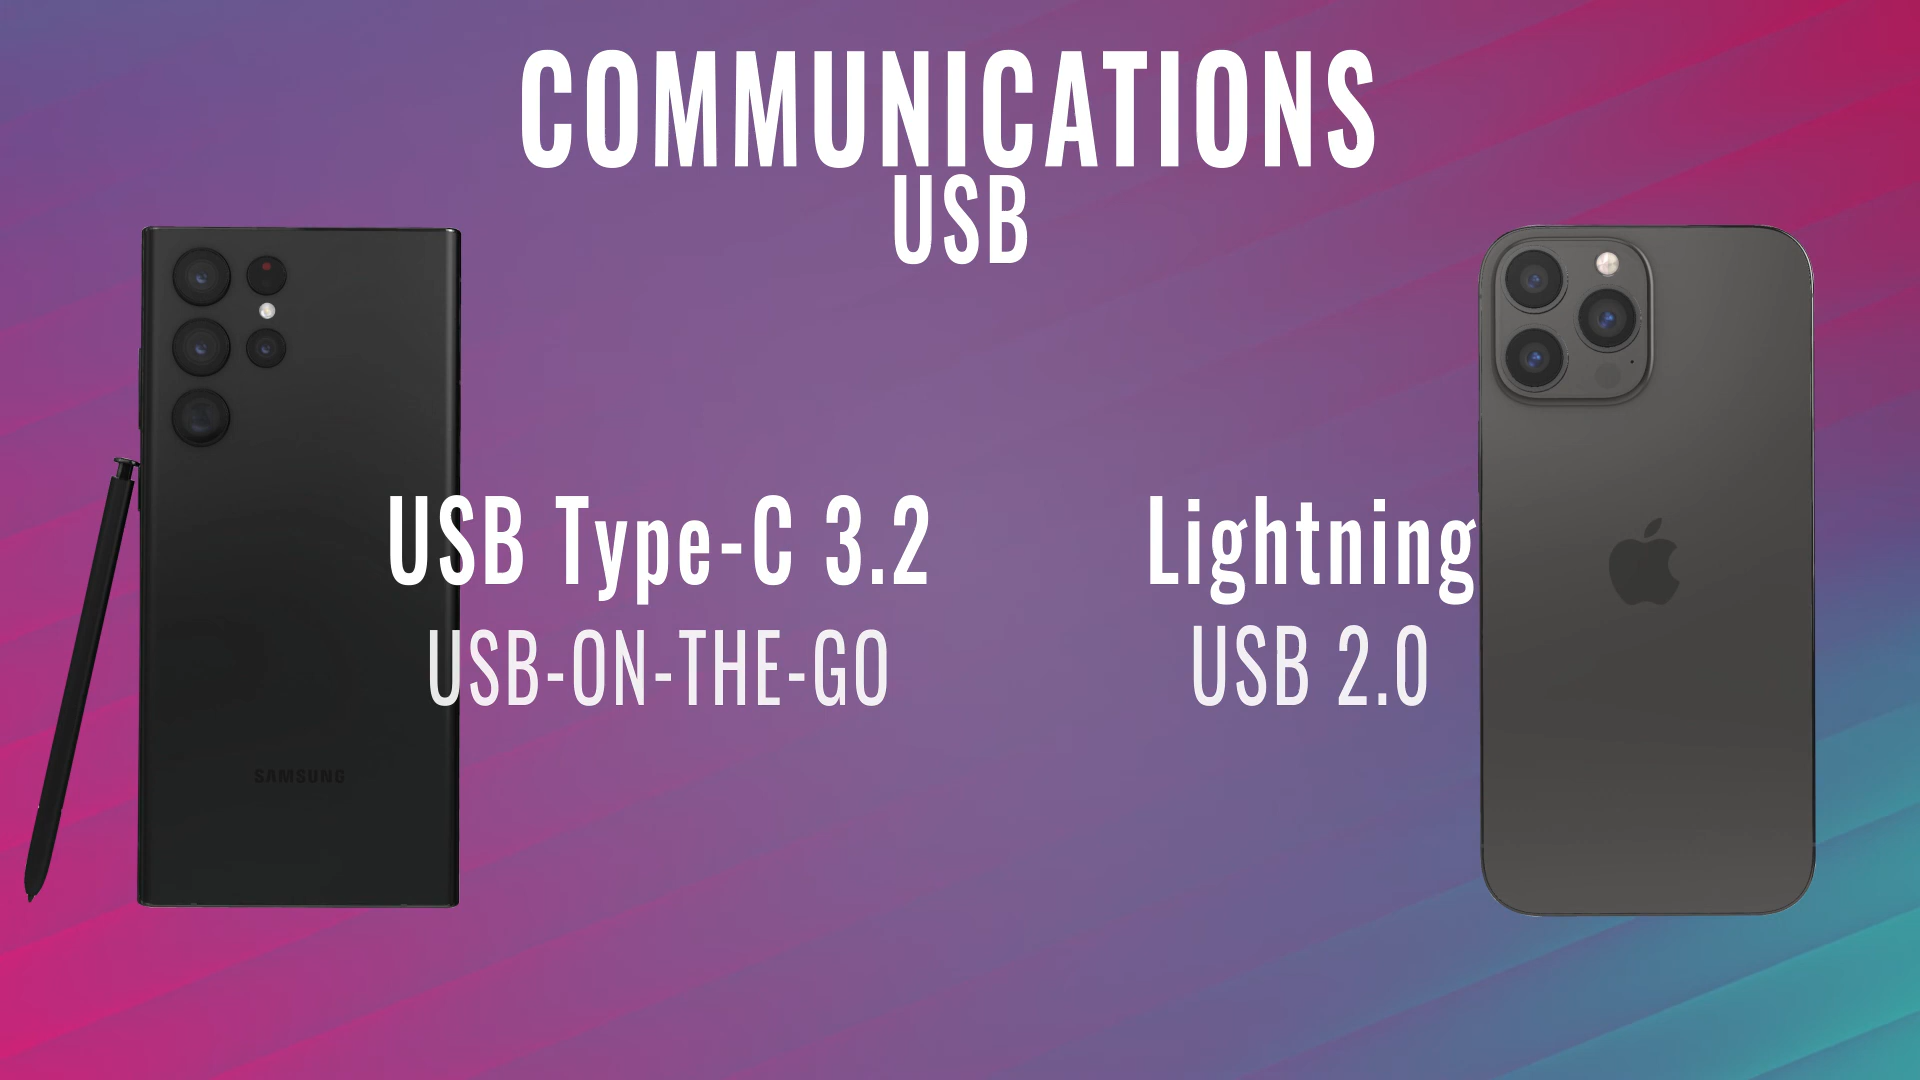 COMMUNICATIONS
USB
USB Type-C 3.2
USB-ON-THE-GO
Lightning
USB 2.0
SAMSUNG